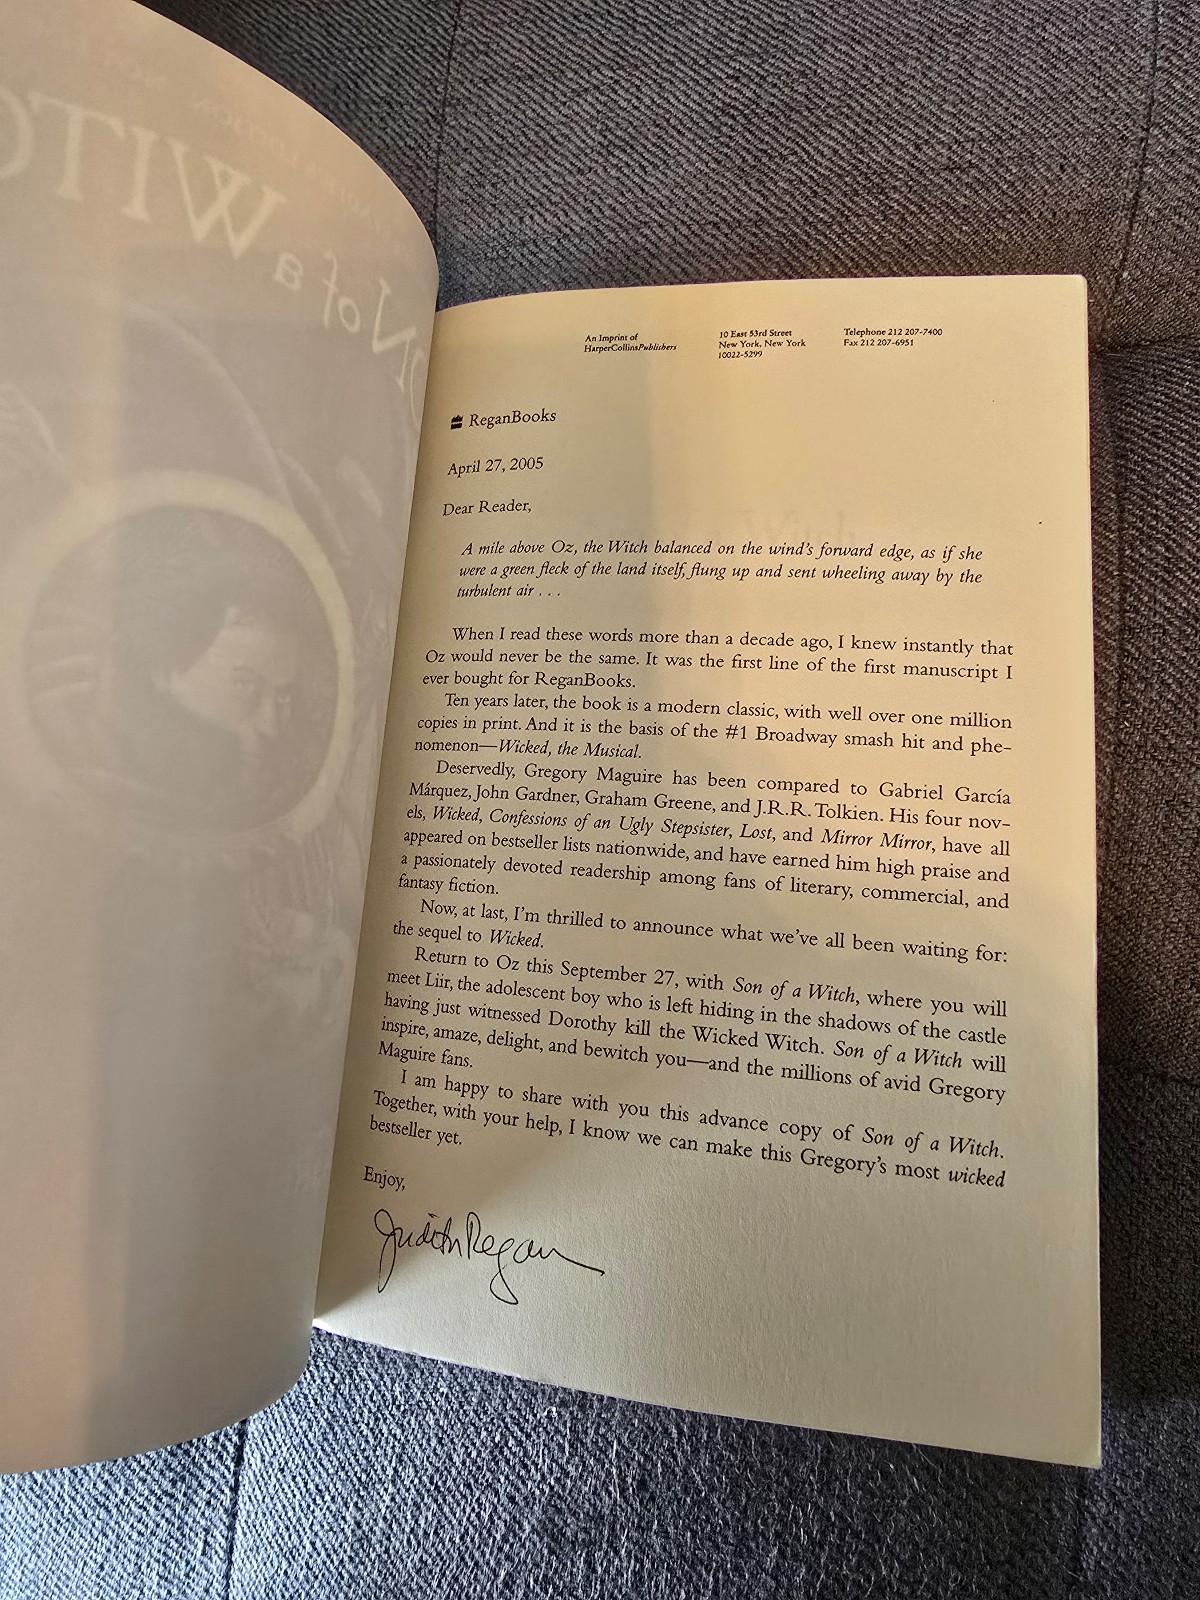 WITC
N of a
An Imprint of
HarperCollinsPublishers
10 East 53rd Street
New York, New York
10022-5299
Telephone 212 207-7400
Fax 212 207-6951
ReganBooks
April 27, 2005
Dear Reader,
A mile above Oz, the Witch balanced on the wind's forward edge, as if she
were a green fleck of the land itself, flung up and sent wheeling away by the
turbulent air . . .
When I read these words more than a decade ago, I knew instantly that
Oz would never be the same. It was the first line of the first manuscript I
ever bought for ReganBooks.
Ten years later, the book is a modern classic, with well over one million
copies in print. And it is the basis of the #1 Broadway smash hit and phe-
nomenon—Wicked, the Musical.
Deservedly, Gregory Maguire has been compared to Gabriel García
Márquez, John Gardner, Graham Greene, and J.R.R. Tolkien. His four nov-
els, Wicked, Confessions of an Ugly Stepsister, Lost, and Mirror Mirror, have all
appeared on bestseller lists nationwide, and have earned him high praise and
a passionately devoted readership among fans of literary, commercial, and
fantasy fiction.
Now, at last, I'm thrilled to announce what we've all been waiting for:
the sequel to Wicked.
Return to Oz this September 27, with Son of a Witch, where you will
meet Liir, the adolescent boy who is left hiding in the shadows of the castle
having just witnessed Dorothy kill the Wicked Witch. Son of a Witch will
inspire, amaze, delight, and bewitch you—and the millions of avid Gregory
Maguire fans.
I am happy to share with you this advance copy of Son of a Witch.
Together, with your help, I know we can make this Gregory's most wicked
bestseller yet.
Enjoy,
Judith Regan